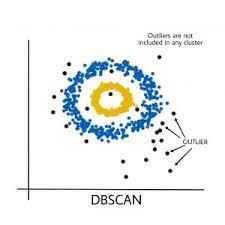 Outliers are not
included in any cluster
OUTLIER
DBSCAN